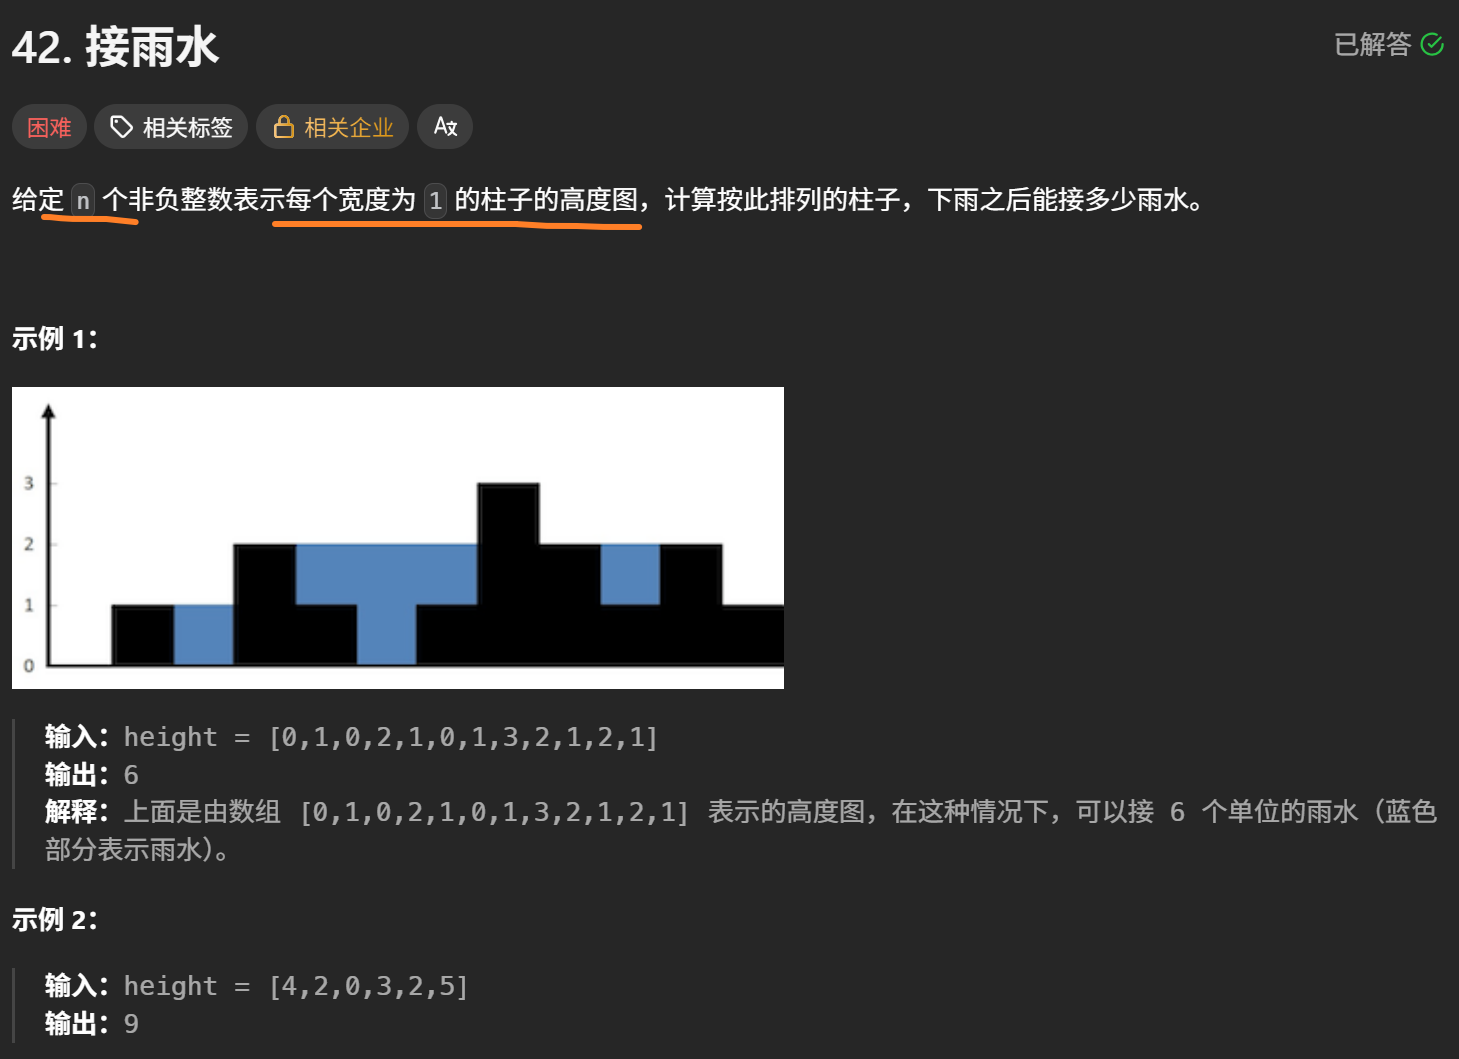 42. 接雨水
已解答
困难
相关标签
相关企业
给定 n 个非负整数表示每个宽度为 1 的柱子的高度图，计算按此排列的柱子，下雨之后能接多少雨水。
示例 1：
3
2
1
0
输入：height = [0,1,0,2,1,0,1,3,2,1,2,1]
输出：6
解释：上面是由数组 [0,1,0,2,1,0,1,3,2,1,2,1] 表示的高度图，在这种情况下，可以接 6 个单位的雨水（蓝色
部分表示雨水）。
示例 2：
输入：height = [4,2,0,3,2,5]
输出：9